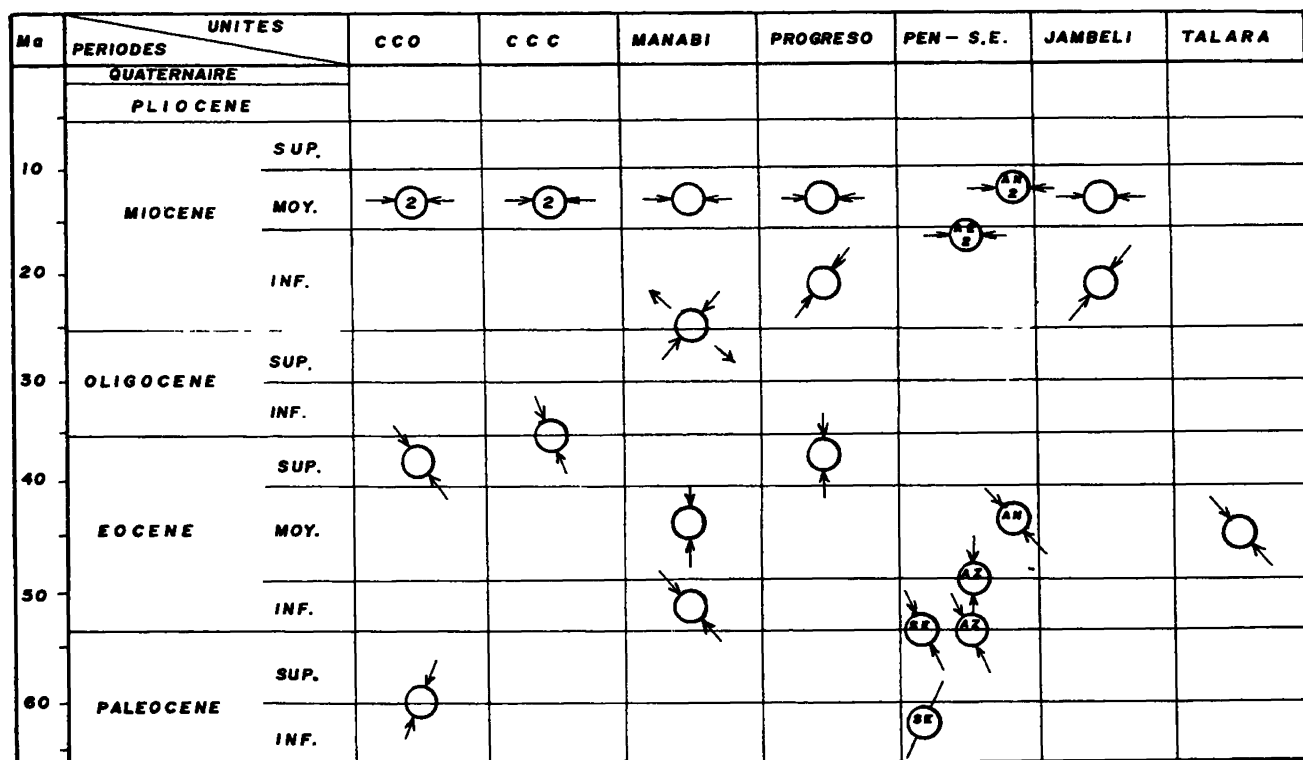 Ma UNITES PERIODES CCO CCC MANABI PROGRESO PEN-S.E. JAMBELI TALARA
QUATERNAIRE
PLIOCENE
SUP.
10
MIOCENE MOY. 2 2 AN 2
AZ 2
20 INF.
SUP.
30 OLIGOCENE
INF.
SUP.
40
EOCENE MOY. AN
AZ
50 INF.
SK AZ
SUP.
60 PALEOCENE SK
INF.